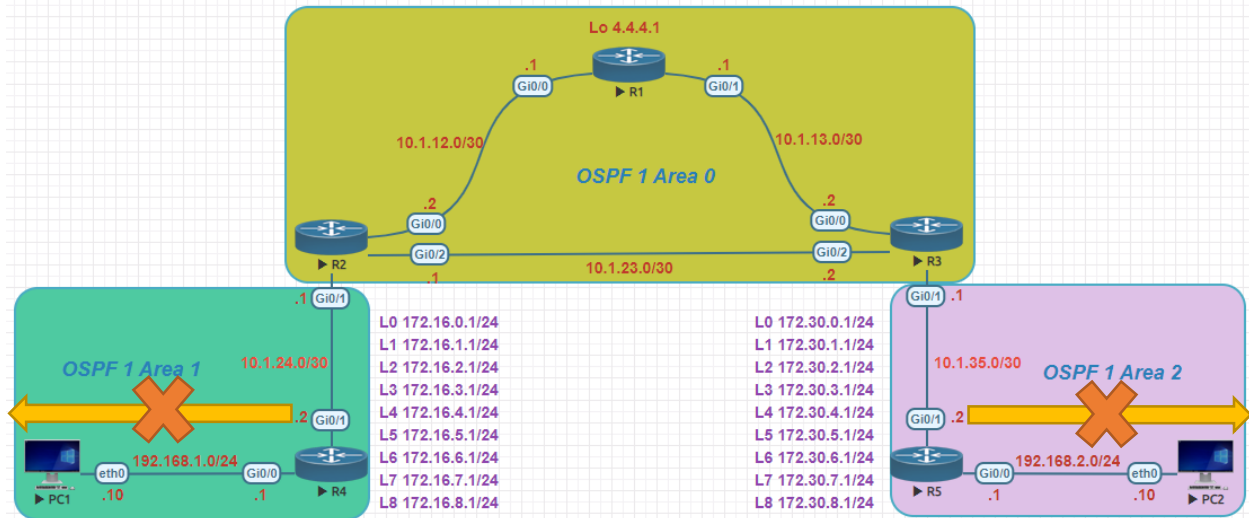 Lo 4.4.4.1
.1
.1
Gi0/0
Gi0/1
▶ R1
10.1.12.0/30
10.1.13.0/30
OSPF 1 Area 0
.2
.2
Gi0/0
Gi0/0
Gi0/2
Gi0/2
▶ R2
▶ R3
10.1.23.0/30
.1
.2
.1
Gi0/1
Gi0/1
.1
L0 172.16.0.1/24
L1 172.16.1.1/24
L2 172.16.2.1/24
L3 172.16.3.1/24
L4 172.16.4.1/24
L5 172.16.5.1/24
L6 172.16.6.1/24
L7 172.16.7.1/24
L8 172.16.8.1/24
L0 172.30.0.1/24
L1 172.30.1.1/24
L2 172.30.2.1/24
L3 172.30.3.1/24
L4 172.30.4.1/24
L5 172.30.5.1/24
L6 172.30.6.1/24
L7 172.30.7.1/24
L8 172.30.8.1/24
OSPF 1 Area 1
10.1.24.0/30
.2
Gi0/1
192.168.1.0/24
eth0
Gi0/0
▶ PC1
.10
.1
▶ R4
10.1.35.0/30
OSPF 1 Area 2
Gi0/1
.2
192.168.2.0/24
Gi0/0
eth0
▶ R5
.1
.10
▶ PC2